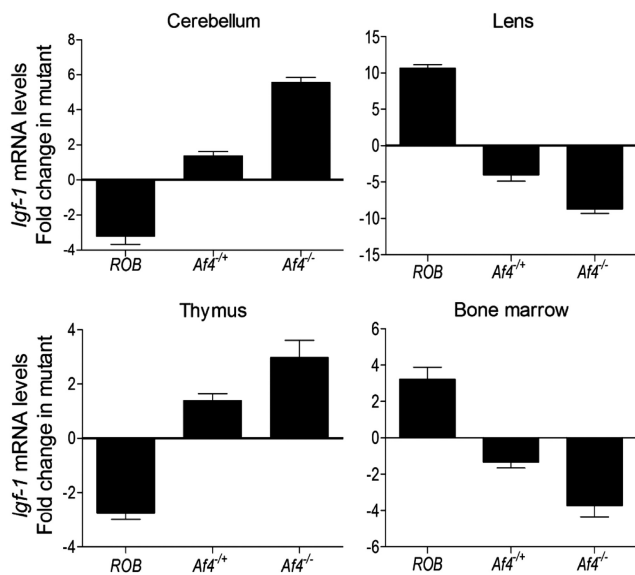 Cerebellum
Lens
Igf-1 mRNA levels
Fold change in mutant
8
6
4
2
0
-2
-4
15
10
5
0
-5
-10
-15
ROB Af4-/+ Af4-/-
ROB Af4-/+ Af4-/-
Thymus
Bone marrow
Igf-1 mRNA levels
Fold change in mutant
4
2
0
-2
-4
6
4
2
0
-2
-4
-6
ROB Af4-/+ Af4-/-
ROB Af4-/+ Af4-/-